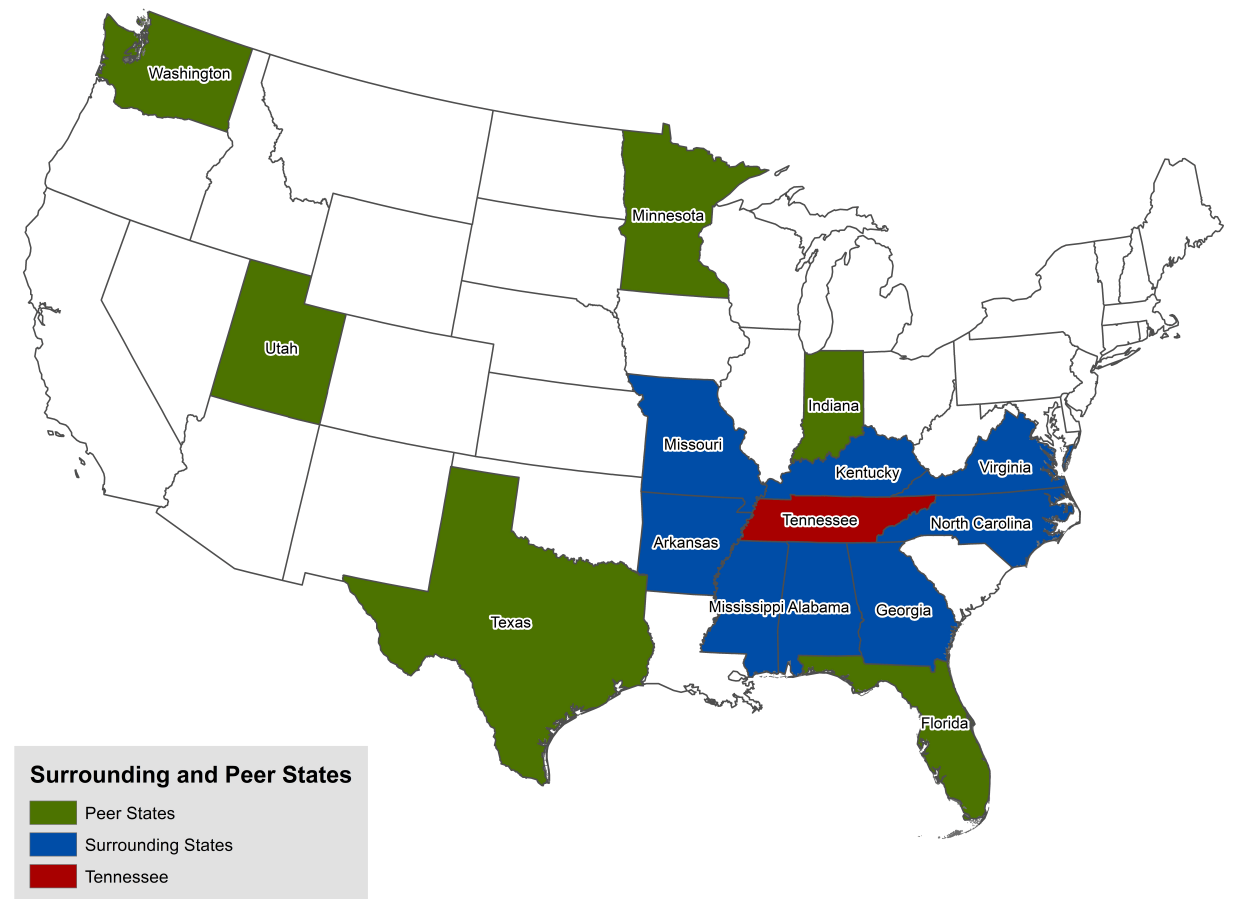 Washington
Minnesota
Utah
Indiana
Missouri
Kentucky
Virginia
Tennessee
North Carolina
Arkansas
Mississippi Alabama
Georgia
Texas
Florida
Surrounding and Peer States
Peer States
Surrounding States
Tennessee